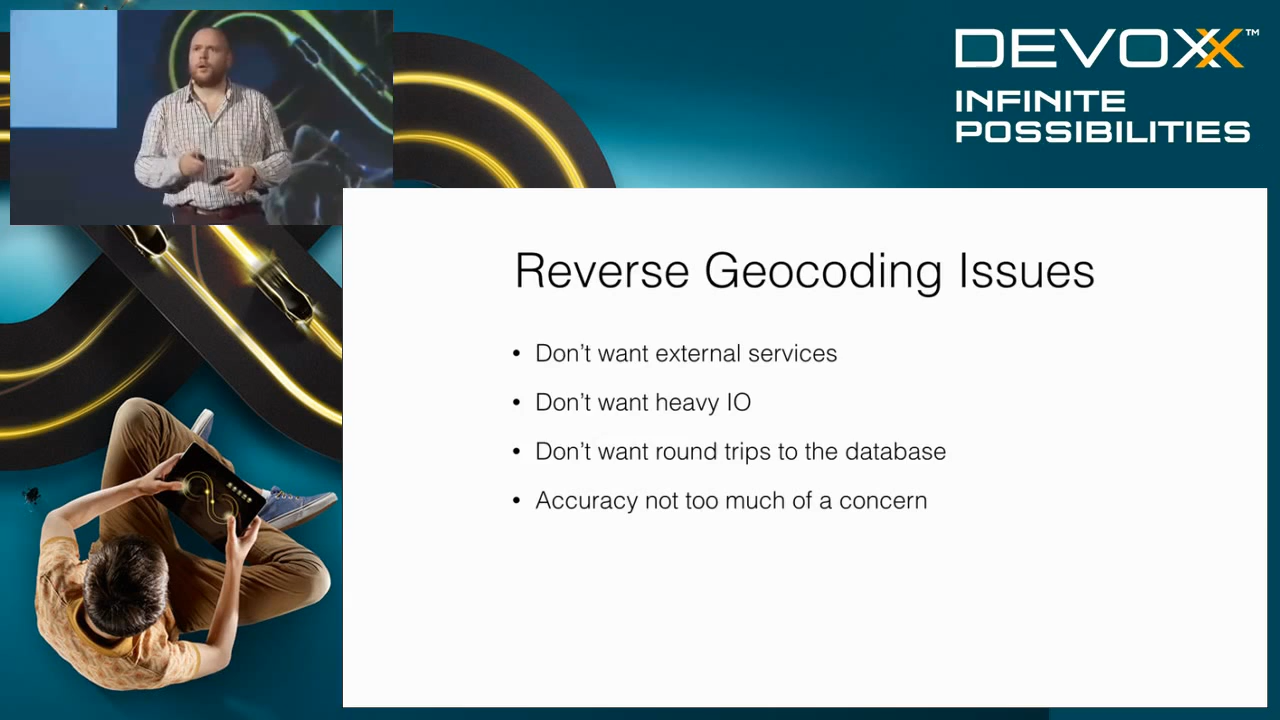 DEVOXX™
INFINITE
POSSIBILITIES
Reverse Geocoding Issues
• Don't want external services
• Don't want heavy IO
• Don't want round trips to the database
• Accuracy not too much of a concern